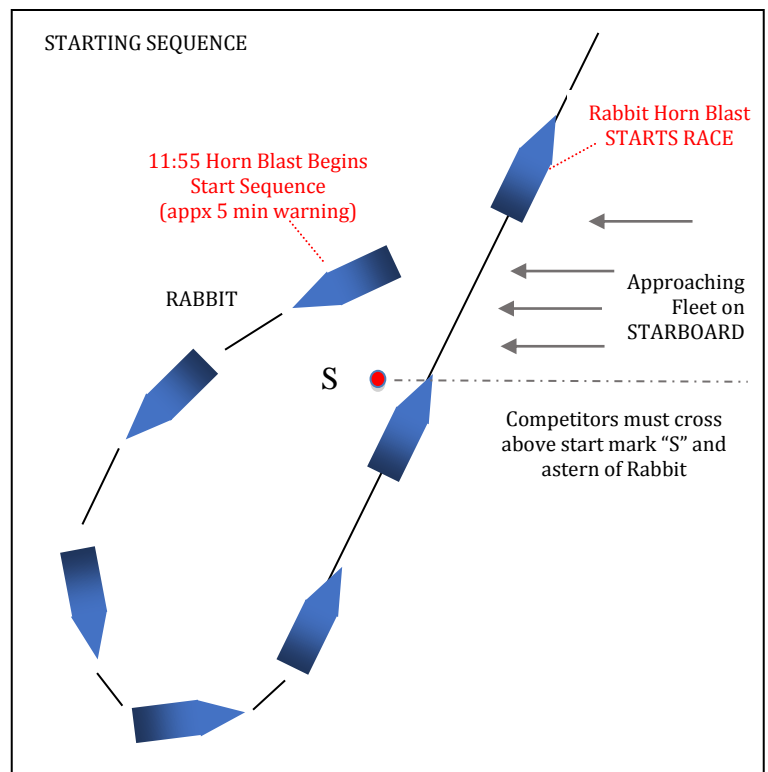 STARTING SEQUENCE
Rabbit Horn Blast
STARTS RACE
11:55 Horn Blast Begins
Start Sequence
(appx 5 min warning)
RABBIT
Approaching
Fleet on
STARBOARD
S
Competitors must cross
above start mark “S” and
astern of Rabbit